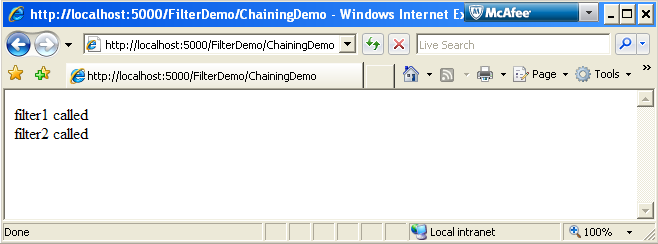 http://localhost:5000/FilterDemo/ChainingDemo - Windows Internet Ex
McAfee
http://localhost:5000/FilterDemo/ChainingDemo
Live Search
http://localhost:5000/FilterDemo/ChainingDemo
Page
Tools
filter1 called
filter2 called
Done
Local intranet
100%